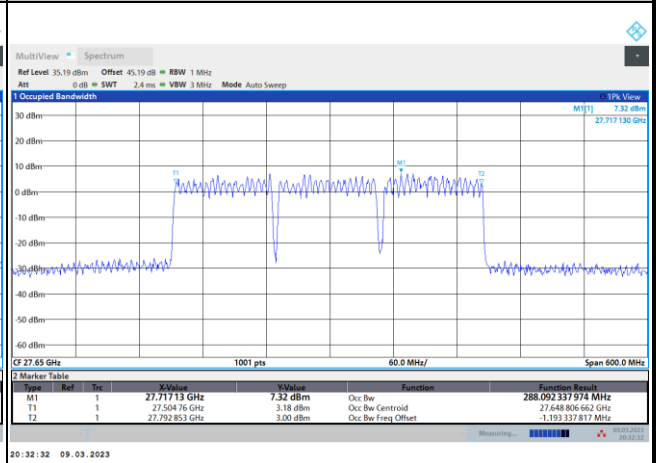 MultiView Spectrum
Ref Level 35.19 dBm Offset 45.19 dB RBW 1 MHz
Att 0 dB SWT 2.4 ms VBW 3 MHz Mode Auto Sweep
1 Occupied Bandwidth 1Pk View
M1[1] 7.32 dBm
27.717 130 GHz
30 dBm
20 dBm
10 dBm
M1
T1
T2
0 dBm
-10 dBm
-20 dBm
-30 dBm
-40 dBm
-50 dBm
-60 dBm
CF 27.65 GHz 1001 pts 60.0 MHz/ Span 600.0 MHz
2 Marker Table
Type Ref Trc X-Value Y-Value Function Function Result
M1 1 27.717 13 GHz 7.32 dBm Occ Bw 288.092 337 974 MHz
T1 1 27.504 76 GHz 3.18 dBm Occ Bw Centroid 27.648 806 662 GHz
T2 1 27.792 853 GHz 3.00 dBm Occ Bw Freq Offset -1.193 337 817 MHz
Measuring... 09.03.2023
20:32:32
20:32:32 09.03.2023